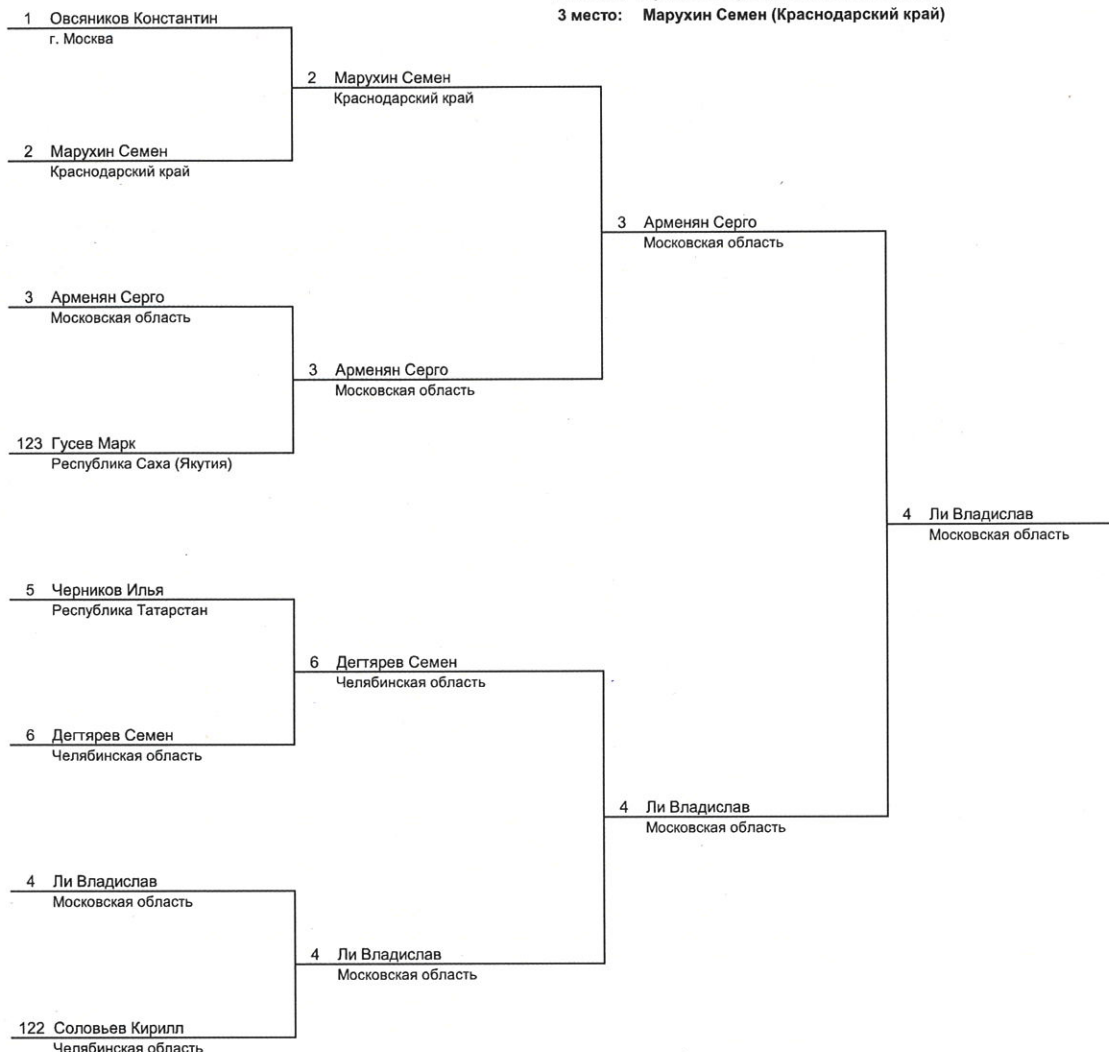 3 место: Марухин Семен (Краснодарский край)
1 Овсяников Константин
г. Москва
2 Марухин Семен
Краснодарский край
2 Марухин Семен
Краснодарский край
3 Арменян Серго
Московская область
3 Арменян Серго
Московская область
3 Арменян Серго
Московская область
123 Гусев Марк
Республика Саха (Якутия)
4 Ли Владислав
Московская область
5 Черников Илья
Республика Татарстан
6 Дегтярев Семен
Челябинская область
6 Дегтярев Семен
Челябинская область
4 Ли Владислав
Московская область
4 Ли Владислав
Московская область
4 Ли Владислав
Московская область
122 Соловьев Кирилл
Челябинская область